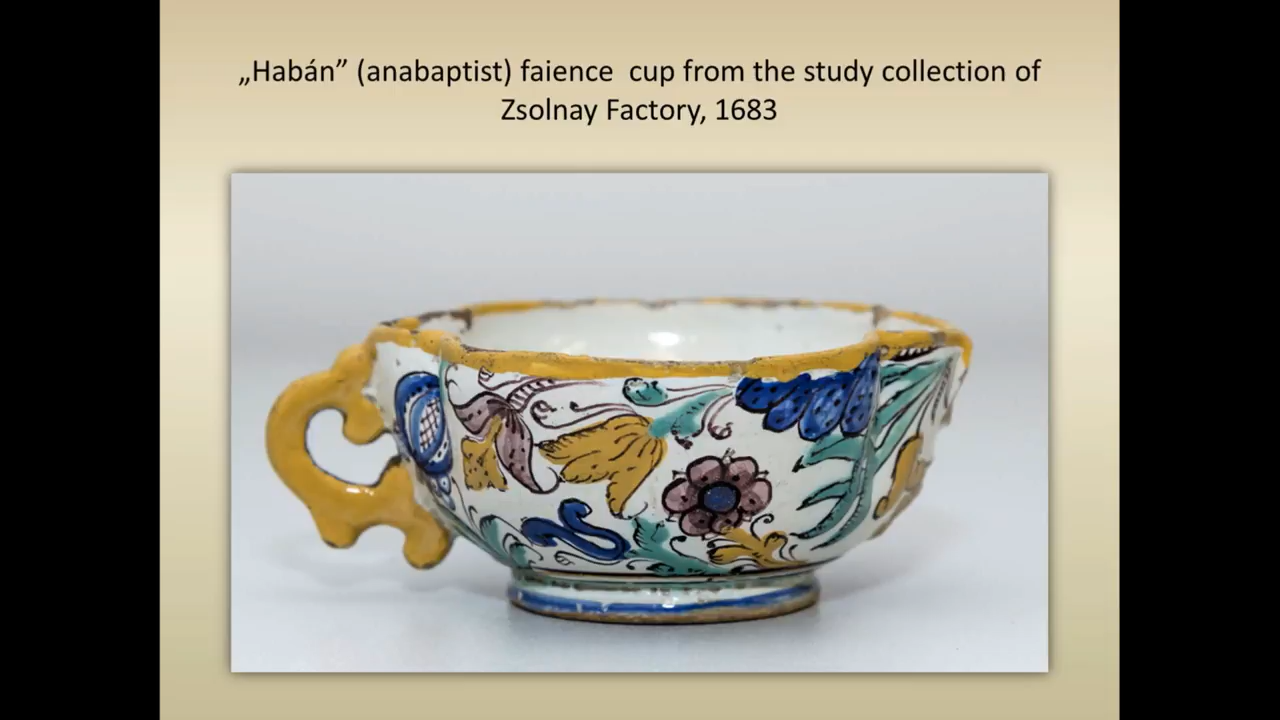 „Habán” (anabaptist) faience  cup from the study collection of
Zsolnay Factory, 1683